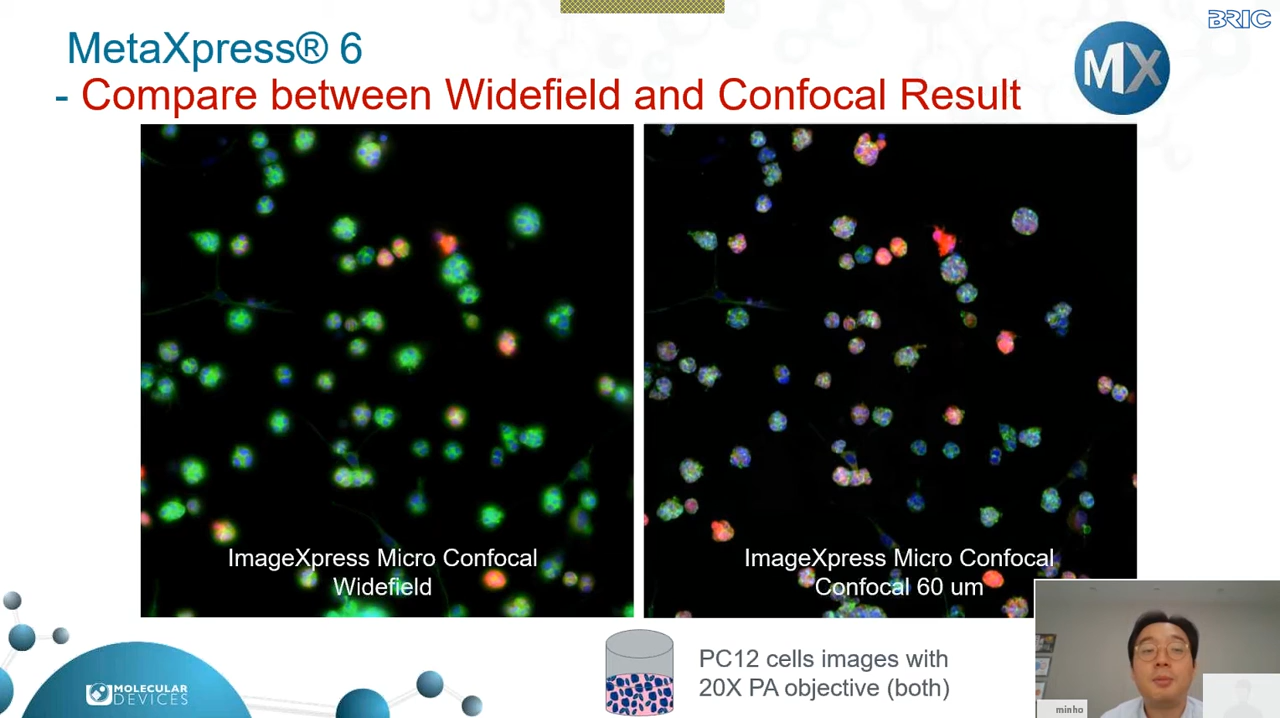 BRIC
MetaXpress® 6
MX
- Compare between Widefield and Confocal Result
ImageXpress Micro Confocal
Widefield
ImageXpress Micro Confocal
Confocal 60 um
PC12 cells images with
20X PA objective (both)
MOLECULAR
DEVICES
minho